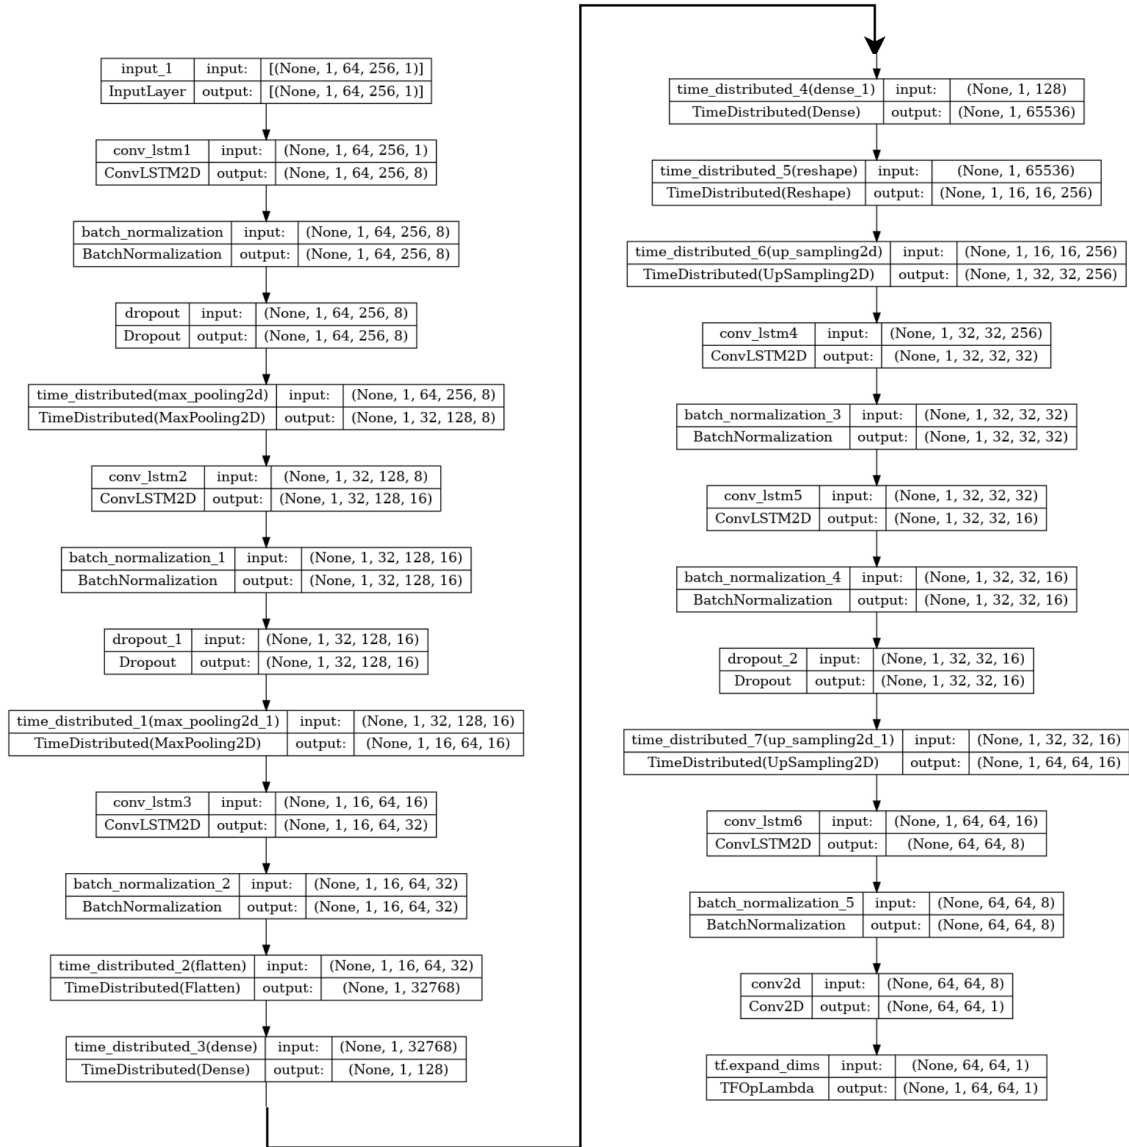 input_1 input: [(None, 1, 64, 256, 1)]
InputLayer output: [(None, 1, 64, 256, 1)]
conv_lstm1 input: (None, 1, 64, 256, 1)
ConvLSTM2D output: (None, 1, 64, 256, 8)
batch_normalization input: (None, 1, 64, 256, 8)
BatchNormalization output: (None, 1, 64, 256, 8)
dropout input: (None, 1, 64, 256, 8)
Dropout output: (None, 1, 64, 256, 8)
time_distributed(max_pooling2d) input: (None, 1, 64, 256, 8)
TimeDistributed(MaxPooling2D) output: (None, 1, 32, 128, 8)
conv_lstm2 input: (None, 1, 32, 128, 8)
ConvLSTM2D output: (None, 1, 32, 128, 16)
batch_normalization_1 input: (None, 1, 32, 128, 16)
BatchNormalization output: (None, 1, 32, 128, 16)
dropout_1 input: (None, 1, 32, 128, 16)
Dropout output: (None, 1, 32, 128, 16)
time_distributed_1(max_pooling2d_1) input: (None, 1, 32, 128, 16)
TimeDistributed(MaxPooling2D) output: (None, 1, 16, 64, 16)
conv_lstm3 input: (None, 1, 16, 64, 16)
ConvLSTM2D output: (None, 1, 16, 64, 32)
batch_normalization_2 input: (None, 1, 16, 64, 32)
BatchNormalization output: (None, 1, 16, 64, 32)
time_distributed_2(flatten) input: (None, 1, 16, 64, 32)
TimeDistributed(Flatten) output: (None, 1, 32768)
time_distributed_3(dense) input: (None, 1, 32768)
TimeDistributed(Dense) output: (None, 1, 128)
time_distributed_4(dense_1) input: (None, 1, 128)
TimeDistributed(Dense) output: (None, 1, 65536)
time_distributed_5(reshape) input: (None, 1, 65536)
TimeDistributed(Reshape) output: (None, 1, 16, 16, 256)
time_distributed_6(up_sampling2d) input: (None, 1, 16, 16, 256)
TimeDistributed(UpSampling2D) output: (None, 1, 32, 32, 256)
conv_lstm4 input: (None, 1, 32, 32, 256)
ConvLSTM2D output: (None, 1, 32, 32, 32)
batch_normalization_3 input: (None, 1, 32, 32, 32)
BatchNormalization output: (None, 1, 32, 32, 32)
conv_lstm5 input: (None, 1, 32, 32, 32)
ConvLSTM2D output: (None, 1, 32, 32, 16)
batch_normalization_4 input: (None, 1, 32, 32, 16)
BatchNormalization output: (None, 1, 32, 32, 16)
dropout_2 input: (None, 1, 32, 32, 16)
Dropout output: (None, 1, 32, 32, 16)
time_distributed_7(up_sampling2d_1) input: (None, 1, 32, 32, 16)
TimeDistributed(UpSampling2D) output: (None, 1, 64, 64, 16)
conv_lstm6 input: (None, 1, 64, 64, 16)
ConvLSTM2D output: (None, 64, 64, 8)
batch_normalization_5 input: (None, 64, 64, 8)
BatchNormalization output: (None, 64, 64, 8)
conv2d input: (None, 64, 64, 8)
Conv2D output: (None, 64, 64, 1)
tf.expand_dims input: (None, 64, 64, 1)
TFOpLambda output: (None, 1, 64, 64, 1)